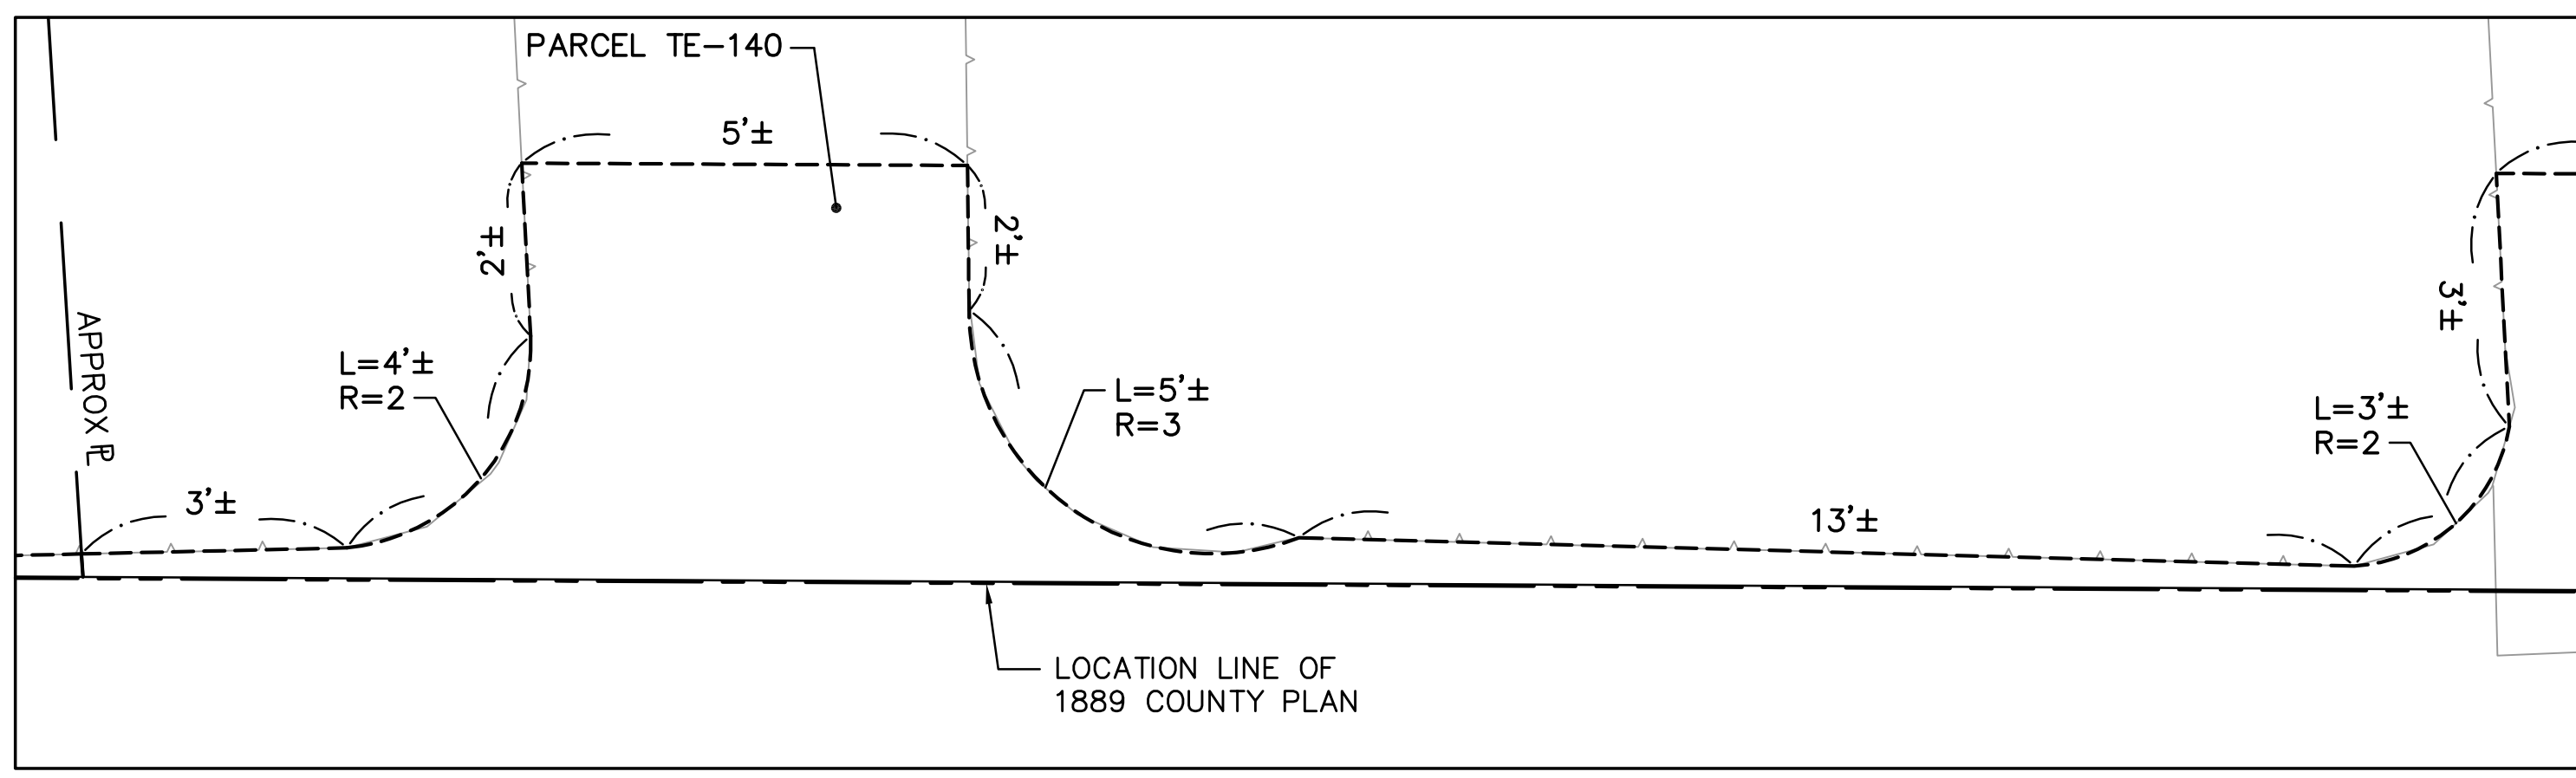 PARCEL TE-140
5'±
2'±
2'±
APPROX PL
L=4'±
R=2
3'±
L=5'±
R=3
13'±
3'±
L=3'±
R=2
LOCATION LINE OF
1889 COUNTY PLAN